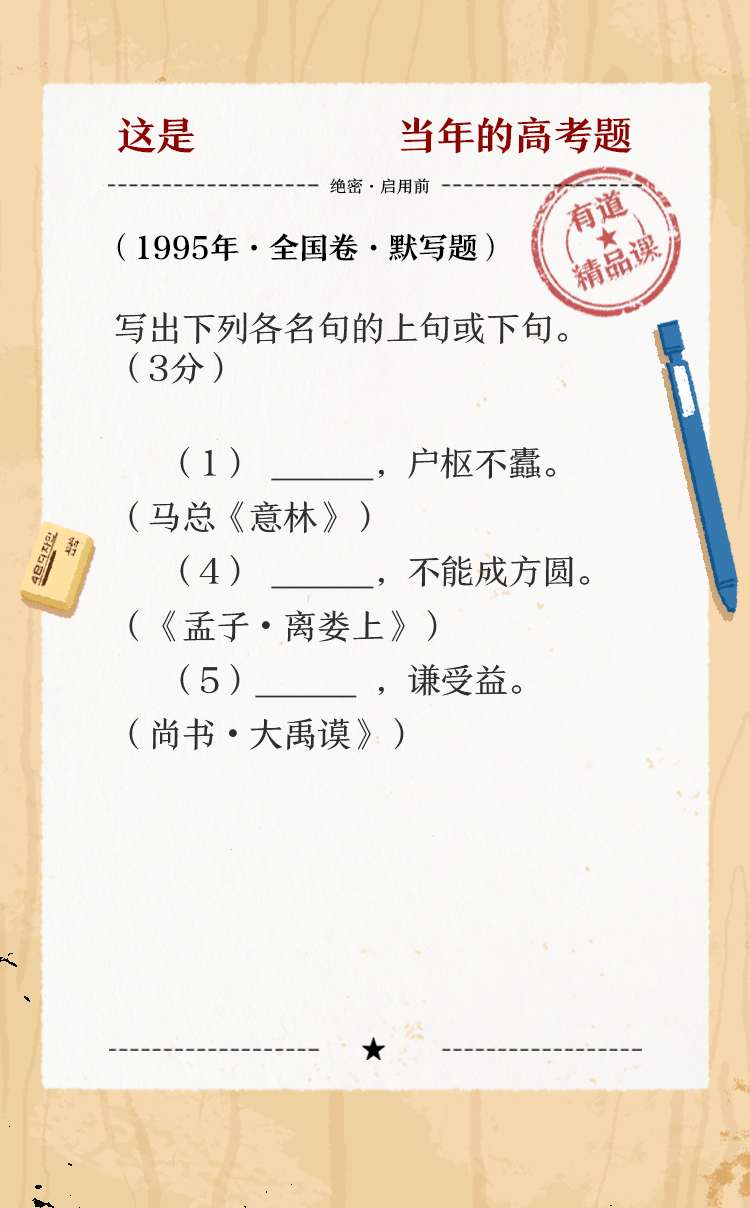 这是 当年的高考题
绝密·启用前
有道
精品课
（1995年·全国卷·默写题）
写出下列各名句的上句或下句。
（3分）
（1） ______，户枢不蠹。
（马总《意林》）
（4） ______，不能成方圆。
（《孟子·离娄上》）
（5）______ ，谦受益。
（尚书·大禹谟》）